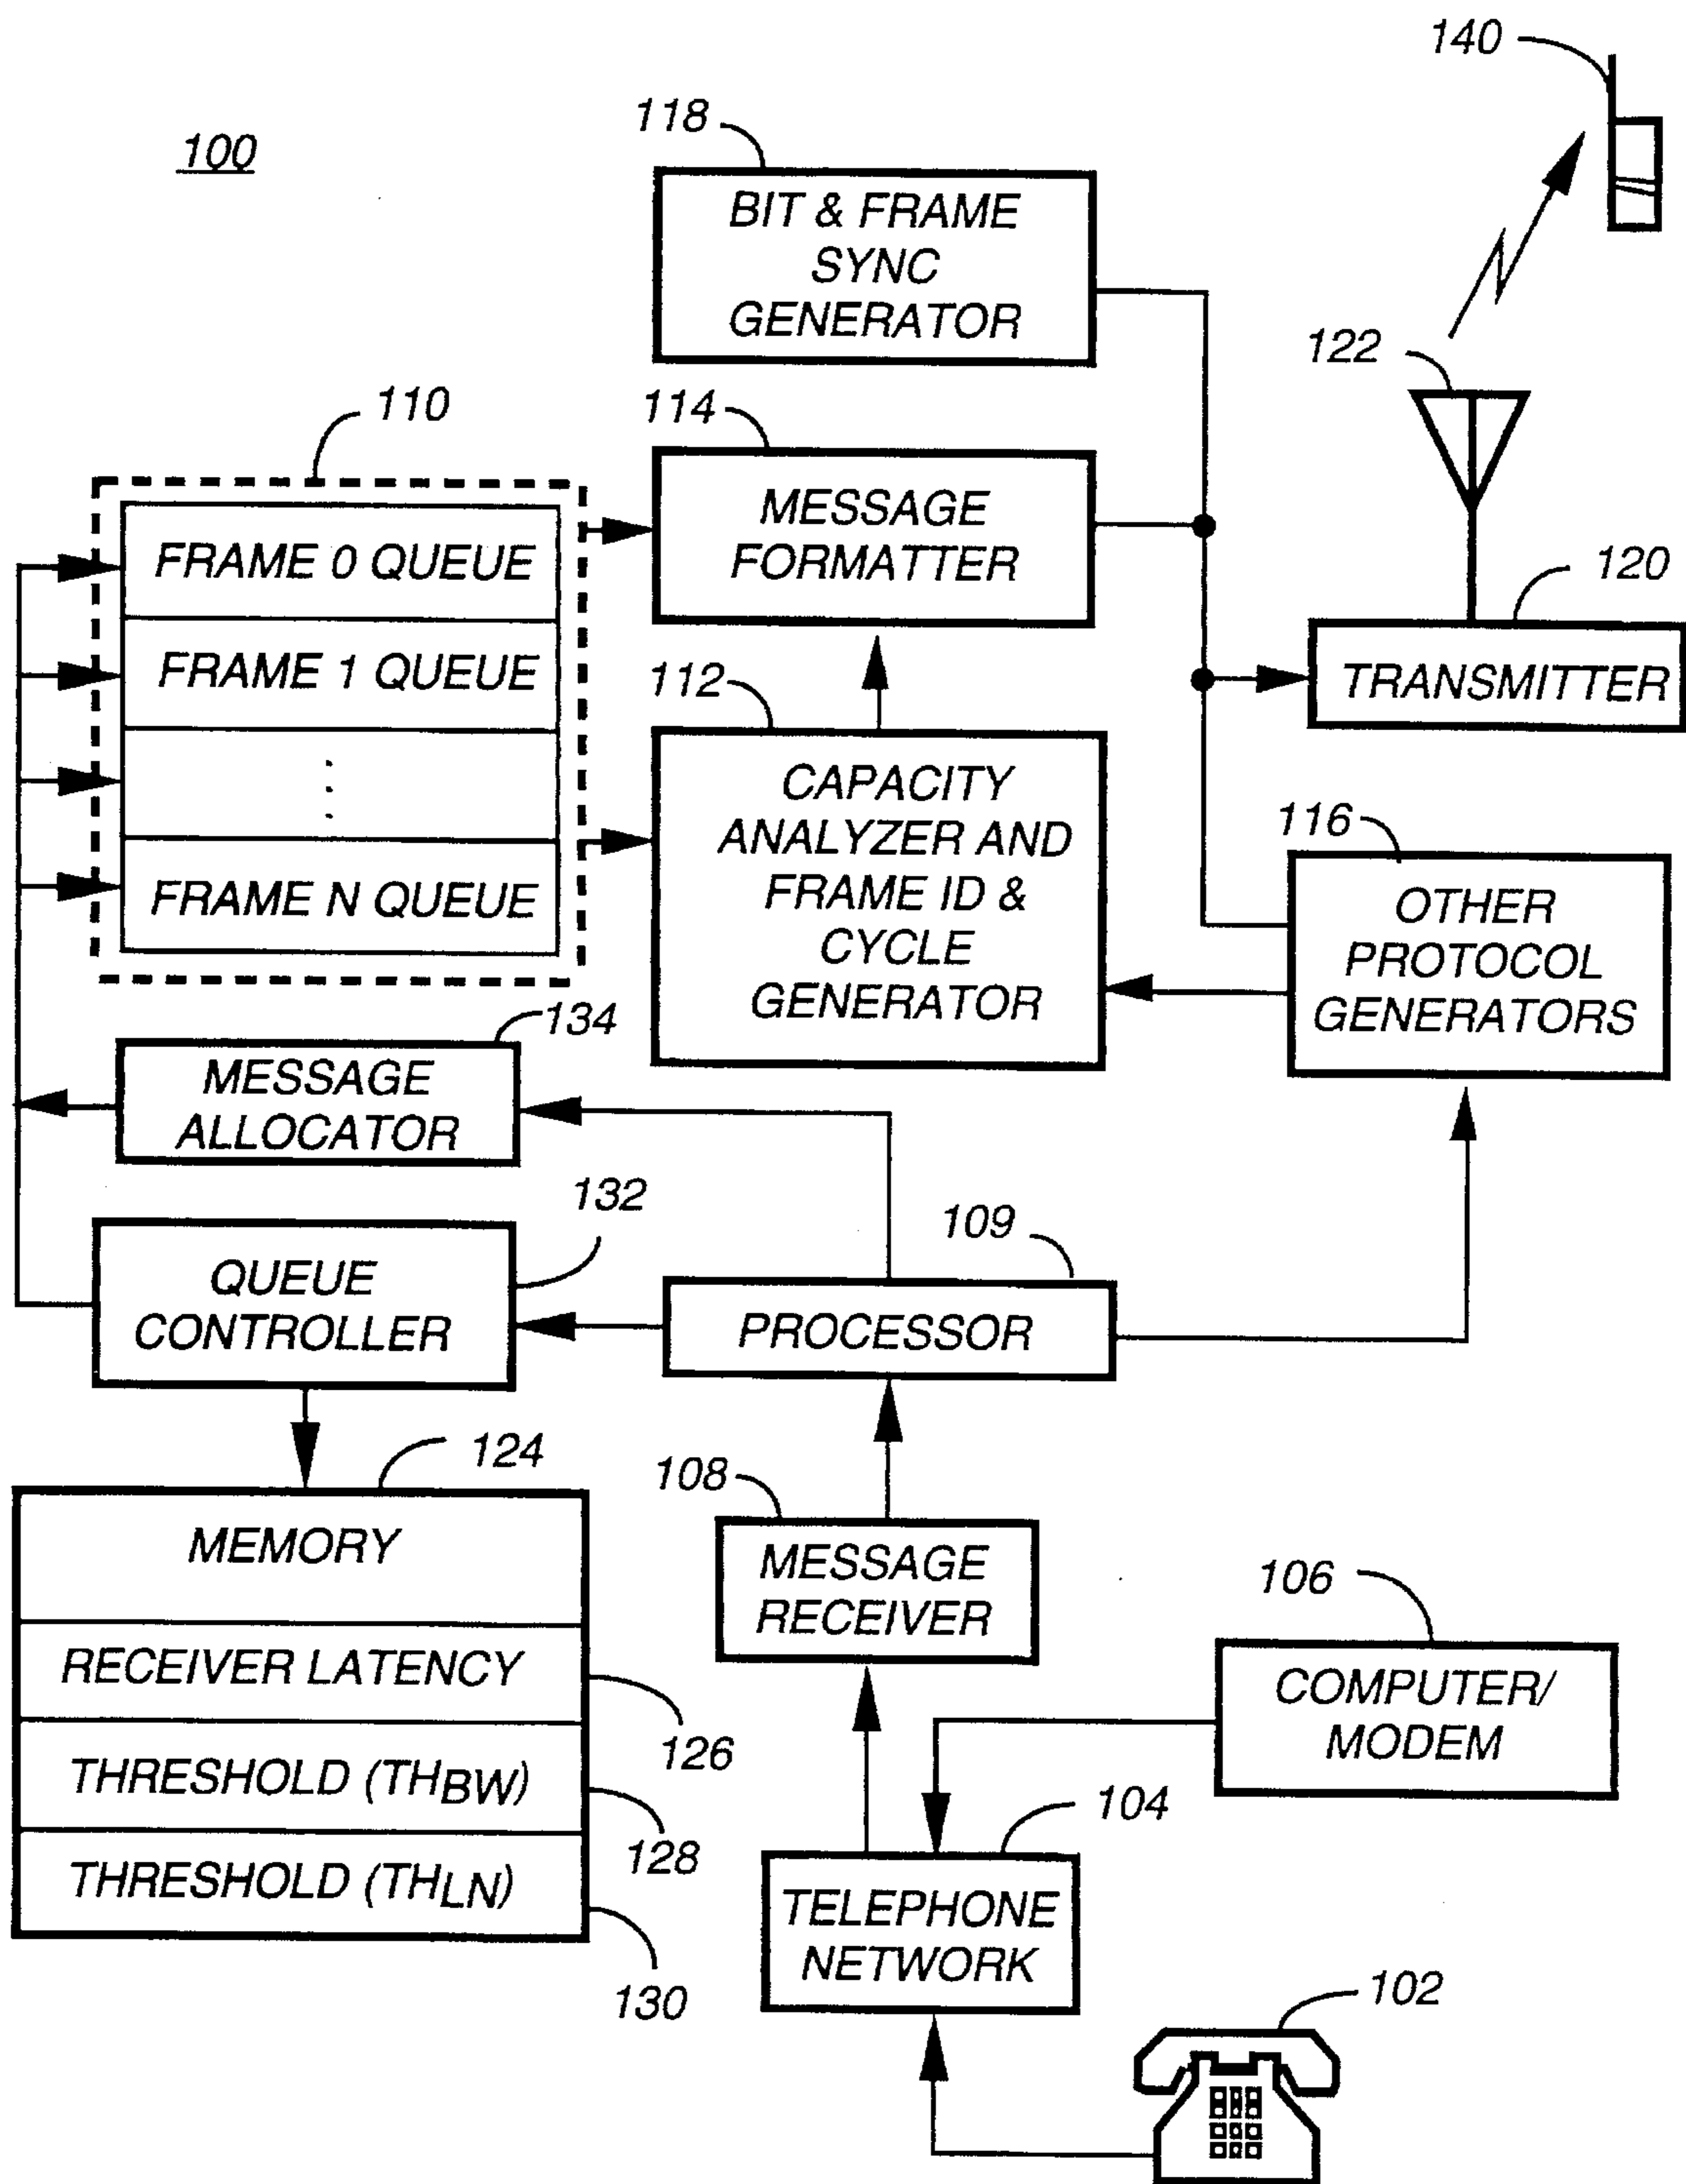 140
118
100
BIT & FRAME
SYNC
GENERATOR
122
110
114
MESSAGE
FORMATTER
FRAME 0 QUEUE
120
FRAME 1 QUEUE
112
TRANSMITTER
CAPACITY
ANALYZER AND
FRAME ID &
CYCLE
GENERATOR
116
FRAME N QUEUE
OTHER
PROTOCOL
GENERATORS
134
MESSAGE
ALLOCATOR
132
109
QUEUE
CONTROLLER
PROCESSOR
124
108
MEMORY
MESSAGE
RECEIVER
106
RECEIVER LATENCY
COMPUTER/
MODEM
126
THRESHOLD (THBW)
104
128
THRESHOLD (THLN)
TELEPHONE
NETWORK
130
102